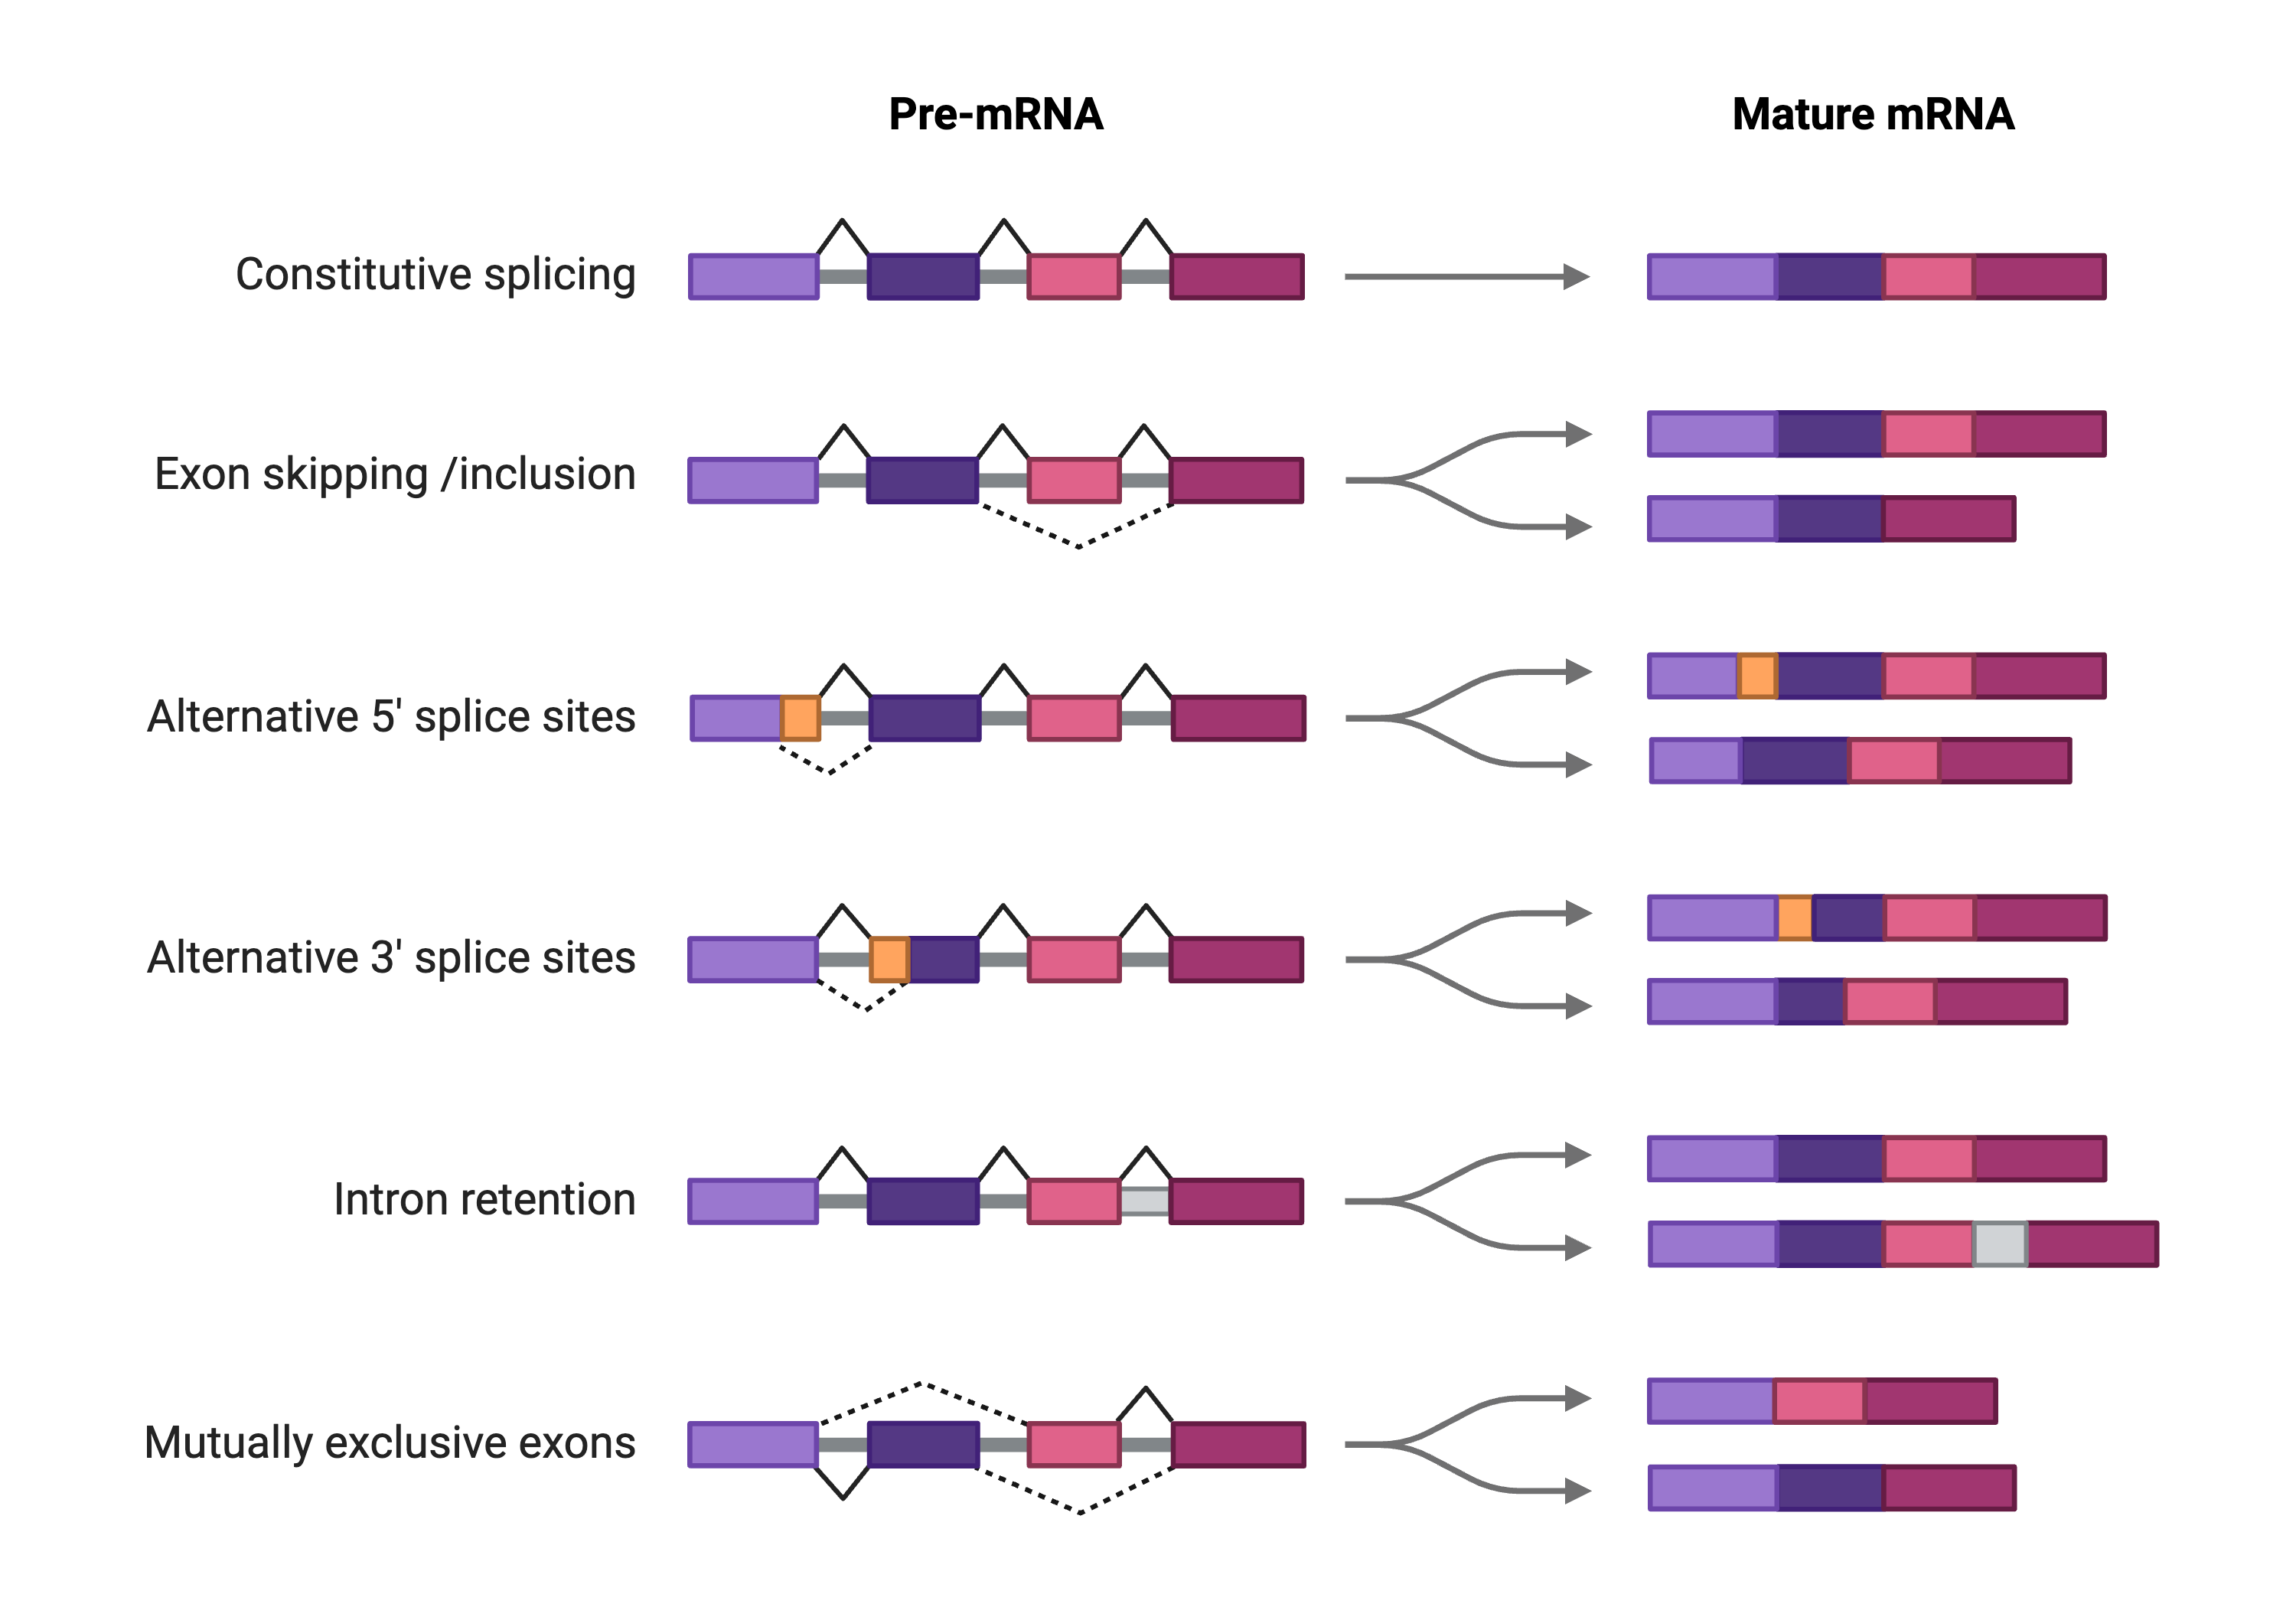 Pre-mRNA
Mature mRNA
Constitutive splicing
Exon skipping /inclusion
Alternative 5' splice sites
Alternative 3' splice sites
Intron retention
Mutually exclusive exons